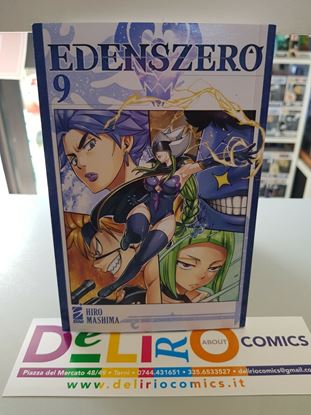 EDENSZERO
9
HIRO
MASHIMA
DeLiRio
ABOUT
COMICS
Piazza del Mercato 48/49 - Terni 0744.431651 - 335.6533527 deliriocomics@gmail.com
www.deliriocomics.it